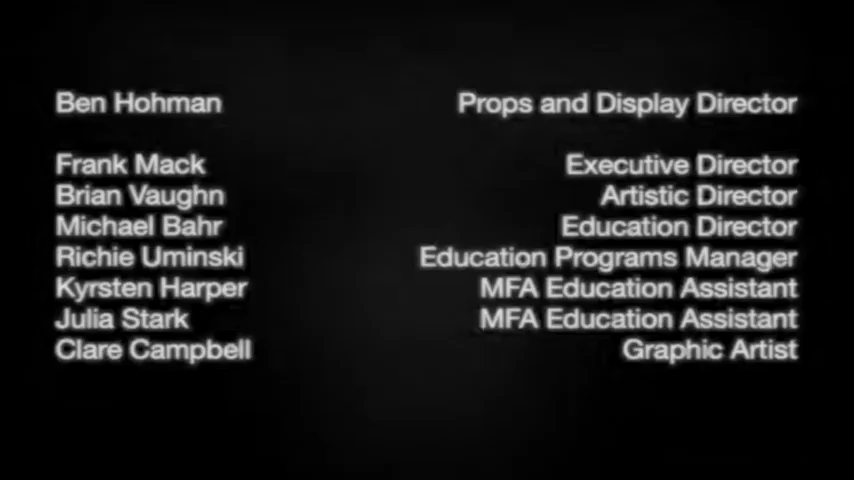 Ben Hohman Props and Display Director
Frank Mack Executive Director
Brian Vaughn Artistic Director
Michael Bahr Education Director
Richie Uminski Education Programs Manager
Kyrsten Harper MFA Education Assistant
Julia Stark MFA Education Assistant
Clare Campbell Graphic Artist